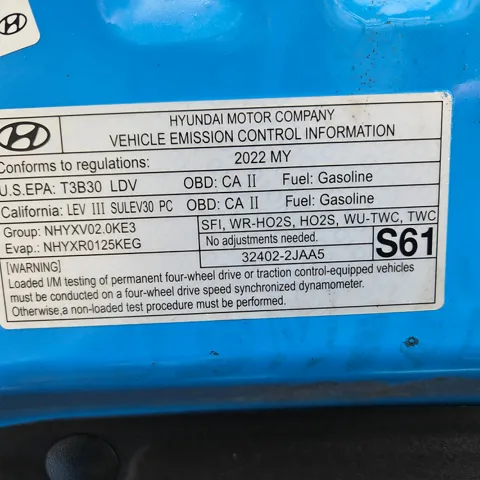 HYUNDAI MOTOR COMPANY
VEHICLE EMISSION CONTROL INFORMATION
Conforms to regulations: 2022 MY
U.S.EPA: T3B30 LDV OBD: CA II Fuel: Gasoline
California: LEV III SULEV30 PC OBD: CA II Fuel: Gasoline
Group: NHYXV02.0KE3 SFI, WR-HO2S, HO2S, WU-TWC, TWC
Evap.: NHYXR0125KEG No adjustments needed. S61
32402-2JAA5
[WARNING]
Loaded I/M testing of permanent four-wheel drive or traction control-equipped vehicles
must be conducted on a four-wheel drive speed synchronized dynamometer.
Otherwise,a non-loaded test procedure must be conducted.